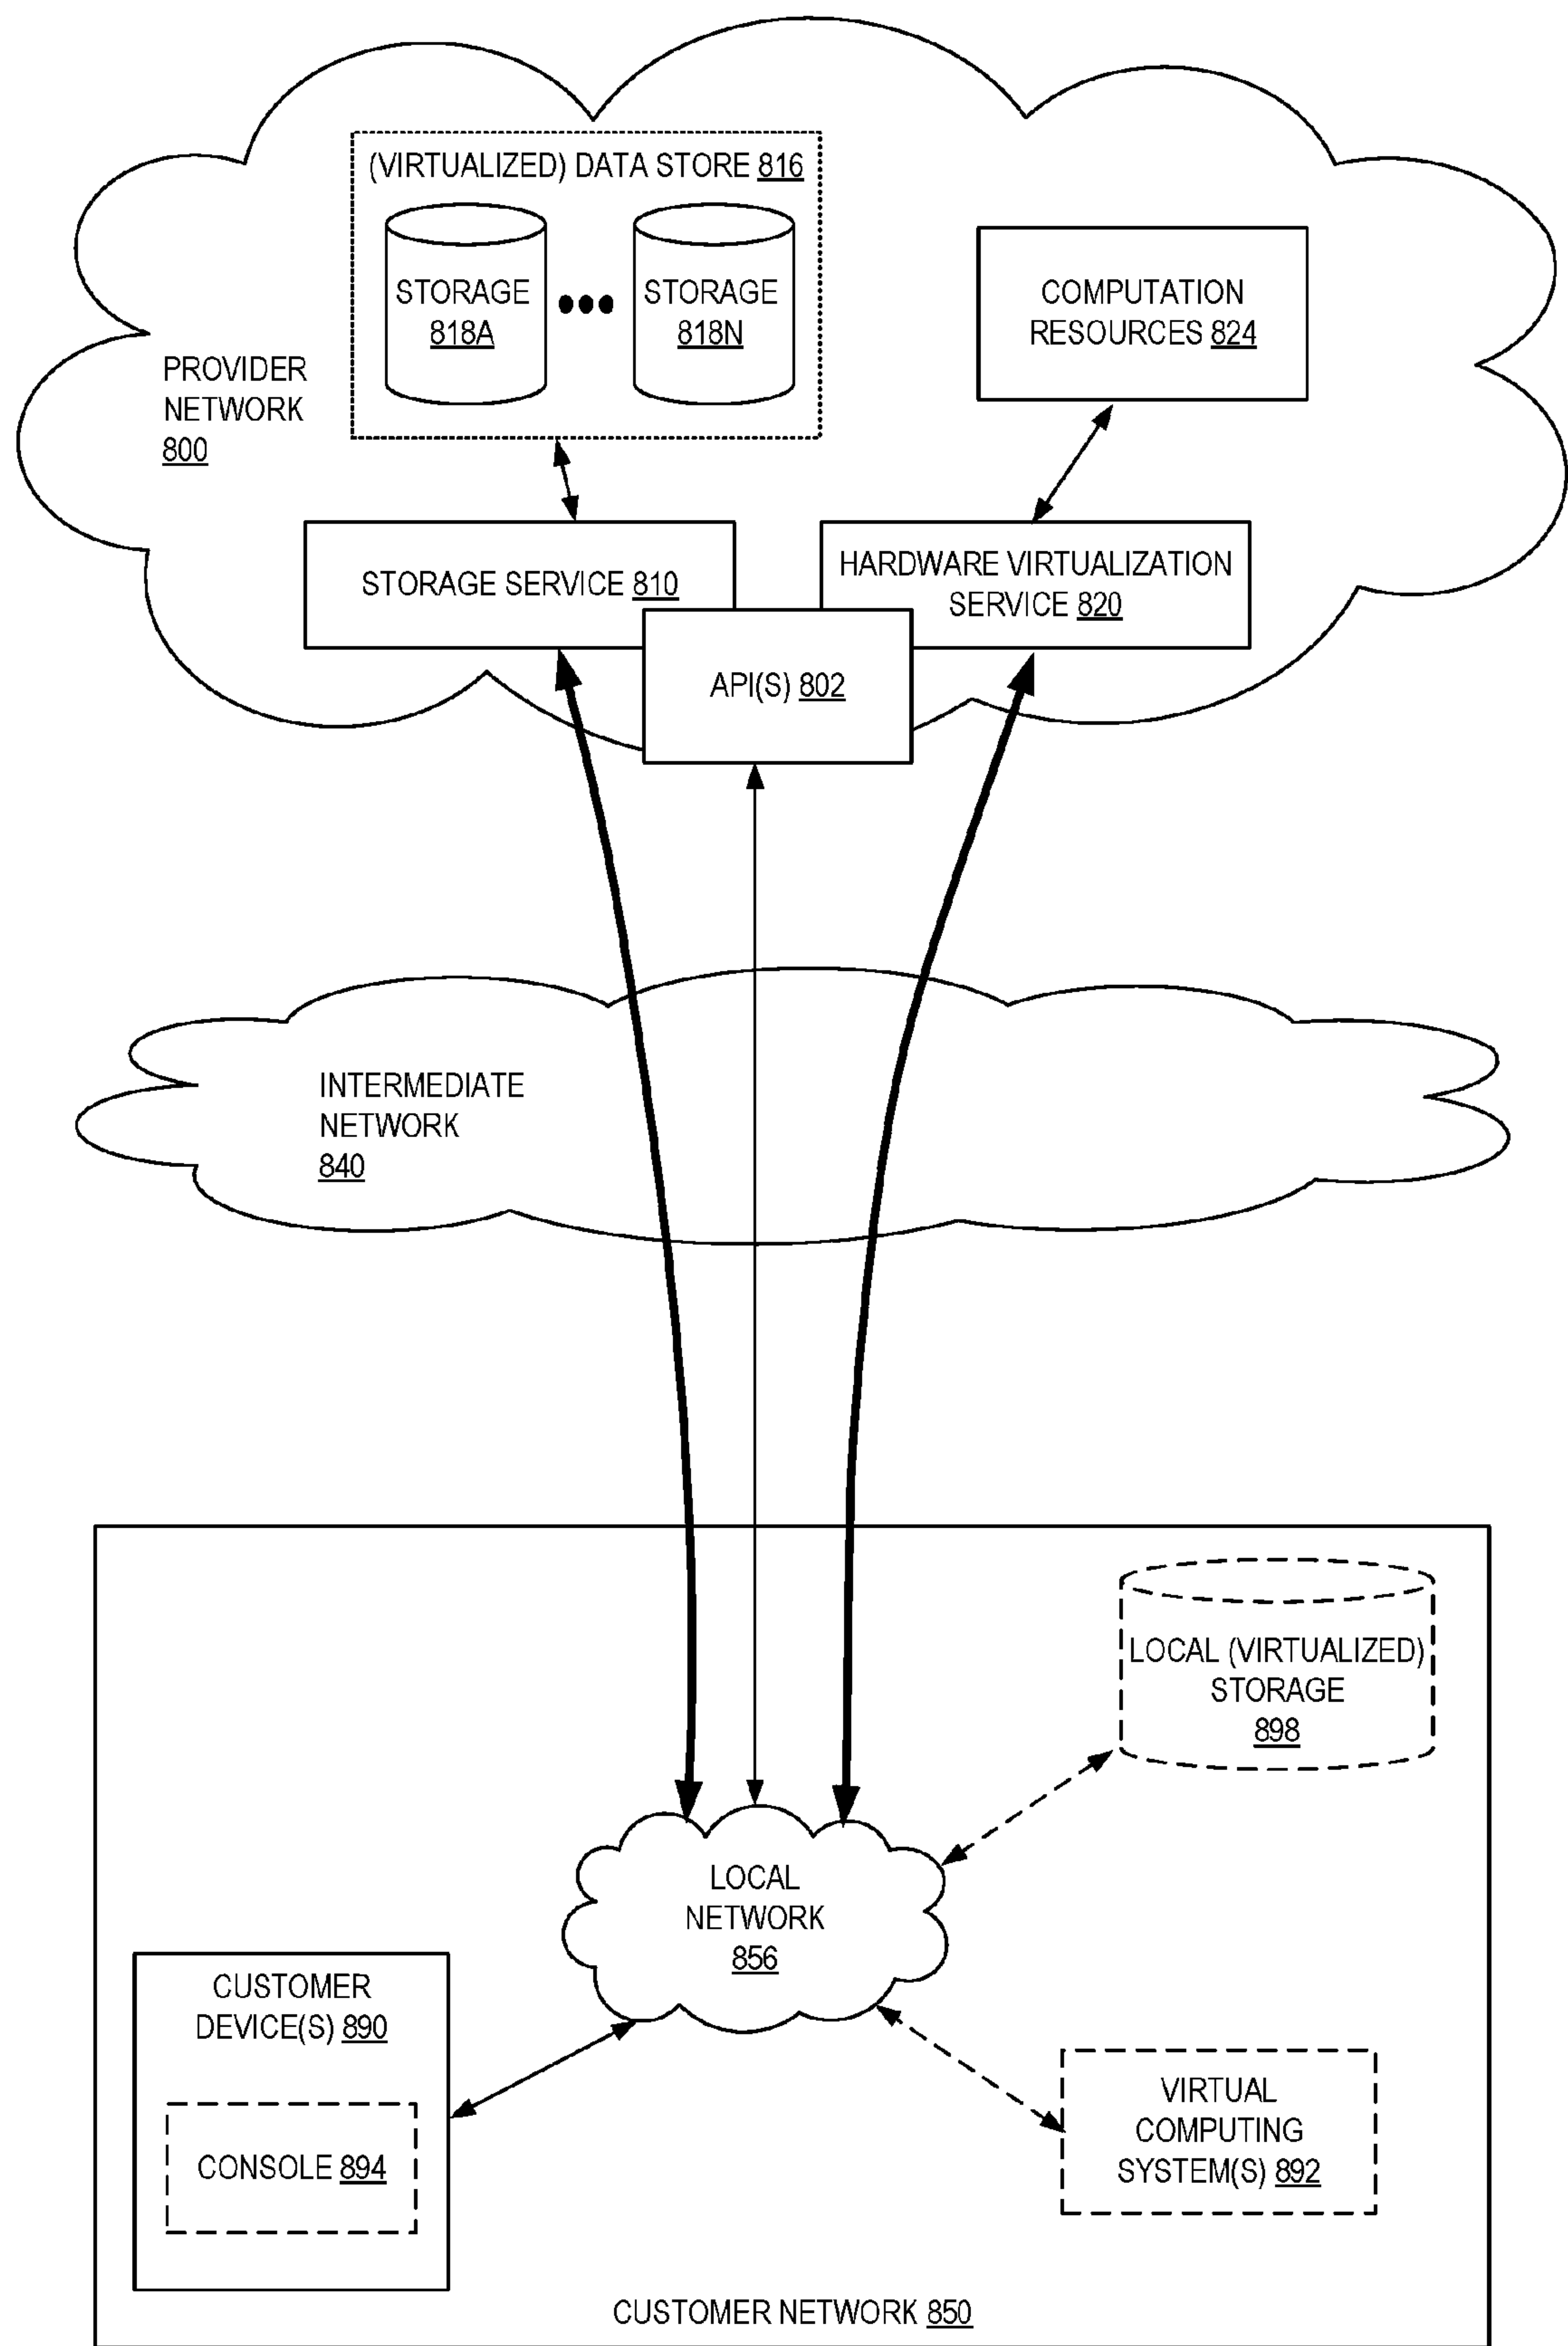 (VIRTUALIZED) DATA STORE 816
STORAGE
818A
STORAGE
818N
COMPUTATION
RESOURCES 824
PROVIDER
NETWORK
800
STORAGE SERVICE 810
HARDWARE VIRTUALIZATION
SERVICE 820
API(S) 802
INTERMEDIATE
NETWORK
840
LOCAL (VIRTUALIZED)
STORAGE
898
LOCAL
NETWORK
856
CUSTOMER
DEVICE(S) 890
CONSOLE 894
VIRTUAL
COMPUTING
SYSTEM(S) 892
CUSTOMER NETWORK 850